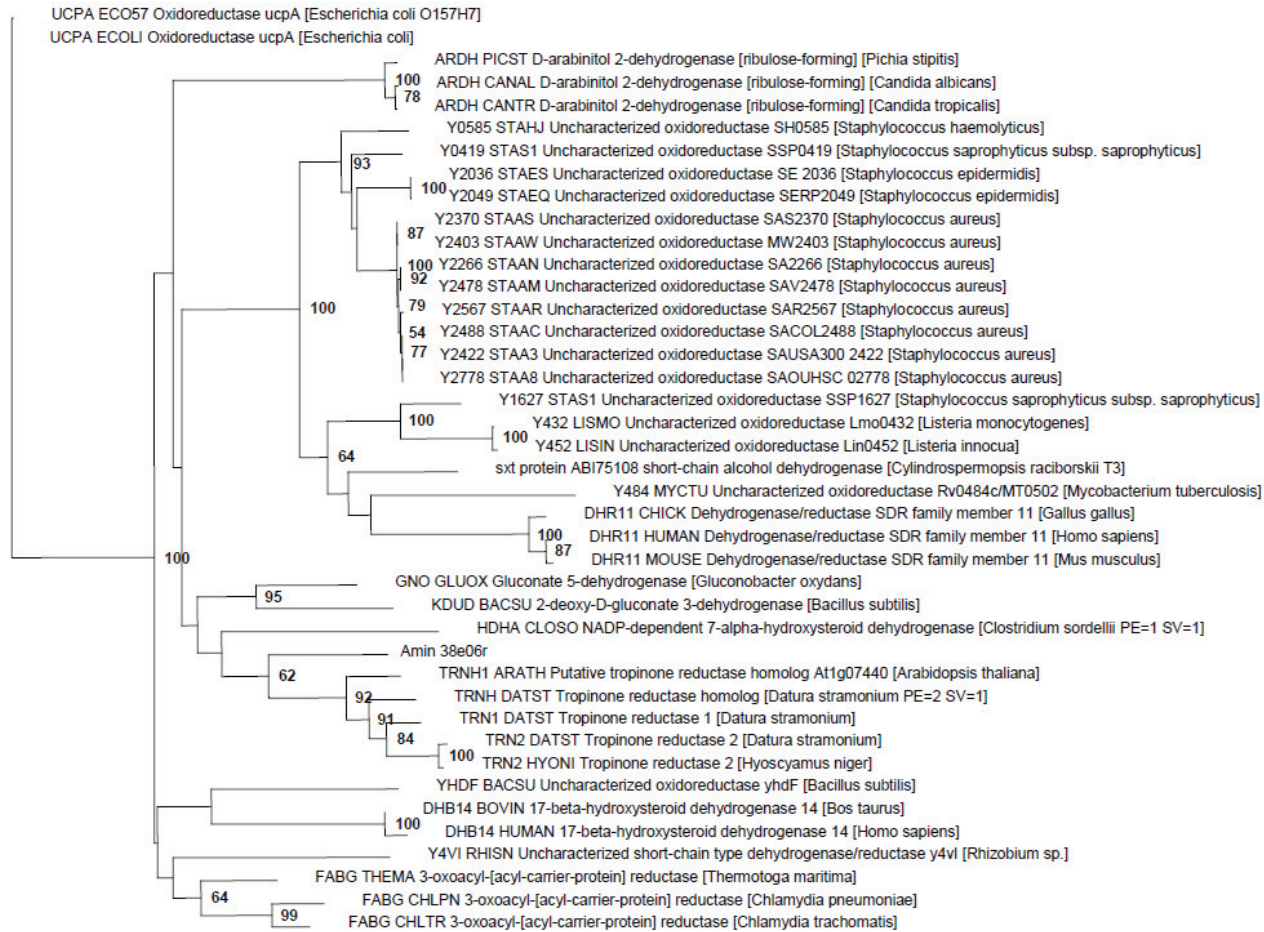 UCPA ECO57 Oxidoreductase ucpA [Escherichia coli O157H7]
UCPA ECOLI Oxidoreductase ucpA [Escherichia coli]
ARDH PICST D-arabinitol 2-dehydrogenase [ribulose-forming] [Pichia stipitis]
100 ARDH CANAL D-arabinitol 2-dehydrogenase [ribulose-forming] [Candida albicans]
78 ARDH CANTR D-arabinitol 2-dehydrogenase [ribulose-forming] [Candida tropicalis]
Y0585 STAHJ Uncharacterized oxidoreductase SH0585 [Staphylococcus haemolyticus]
93 Y0419 STAS1 Uncharacterized oxidoreductase SSP0419 [Staphylococcus saprophyticus subsp. saprophyticus]
Y2036 STAES Uncharacterized oxidoreductase SE 2036 [Staphylococcus epidermidis]
100 Y2049 STAEQ Uncharacterized oxidoreductase SERP2049 [Staphylococcus epidermidis]
Y2370 STAAS Uncharacterized oxidoreductase SAS2370 [Staphylococcus aureus]
87 Y2403 STAAW Uncharacterized oxidoreductase MW2403 [Staphylococcus aureus]
100 Y2266 STAAN Uncharacterized oxidoreductase SA2266 [Staphylococcus aureus]
92 Y2478 STAAM Uncharacterized oxidoreductase SAV2478 [Staphylococcus aureus]
100 79 Y2567 STAAR Uncharacterized oxidoreductase SAR2567 [Staphylococcus aureus]
54 Y2488 STAAC Uncharacterized oxidoreductase SACOL2488 [Staphylococcus aureus]
77 Y2422 STAA3 Uncharacterized oxidoreductase SAUSA300 2422 [Staphylococcus aureus]
Y2778 STAA8 Uncharacterized oxidoreductase SAOUHSC 02778 [Staphylococcus aureus]
Y1627 STAS1 Uncharacterized oxidoreductase SSP1627 [Staphylococcus saprophyticus subsp. saprophyticus]
100 Y432 LISMO Uncharacterized oxidoreductase Lmo0432 [Listeria monocytogenes]
100 Y452 LISIN Uncharacterized oxidoreductase Lin0452 [Listeria innocua]
64 sxt protein ABI75108 short-chain alcohol dehydrogenase [Cylindrospermopsis raciborskii T3]
Y484 MYCTU Uncharacterized oxidoreductase Rv0484c/MT0502 [Mycobacterium tuberculosis]
DHR11 CHICK Dehydrogenase/reductase SDR family member 11 [Gallus gallus]
100 DHR11 HUMAN Dehydrogenase/reductase SDR family member 11 [Homo sapiens]
100 87 DHR11 MOUSE Dehydrogenase/reductase SDR family member 11 [Mus musculus]
GNO GLUOX Gluconate 5-dehydrogenase [Gluconobacter oxydans]
95 KDUD BACSU 2-deoxy-D-gluconate 3-dehydrogenase [Bacillus subtilis]
HDHA CLOSO NADP-dependent 7-alpha-hydroxysteroid dehydrogenase [Clostridium sordellii PE=1 SV=1]
Amin 38e06r
62 TRNH1 ARATH Putative tropinone reductase homolog At1g07440 [Arabidopsis thaliana]
92 TRNH DATST Tropinone reductase homolog [Datura stramonium PE=2 SV=1]
91 TRN1 DATST Tropinone reductase 1 [Datura stramonium]
84 TRN2 DATST Tropinone reductase 2 [Datura stramonium]
100 TRN2 HYONI Tropinone reductase 2 [Hyoscyamus niger]
YHDF BACSU Uncharacterized oxidoreductase yhdF [Bacillus subtilis]
DHB14 BOVIN 17-beta-hydroxysteroid dehydrogenase 14 [Bos taurus]
100 DHB14 HUMAN 17-beta-hydroxysteroid dehydrogenase 14 [Homo sapiens]
Y4VI RHISN Uncharacterized short-chain type dehydrogenase/reductase y4vI [Rhizobium sp.]
FABG THEMA 3-oxoacyl-[acyl-carrier-protein] reductase [Thermotoga maritima]
64 FABG CHLPN 3-oxoacyl-[acyl-carrier-protein] reductase [Chlamydia pneumoniae]
99 FABG CHLTR 3-oxoacyl-[acyl-carrier-protein] reductase [Chlamydia trachomatis]